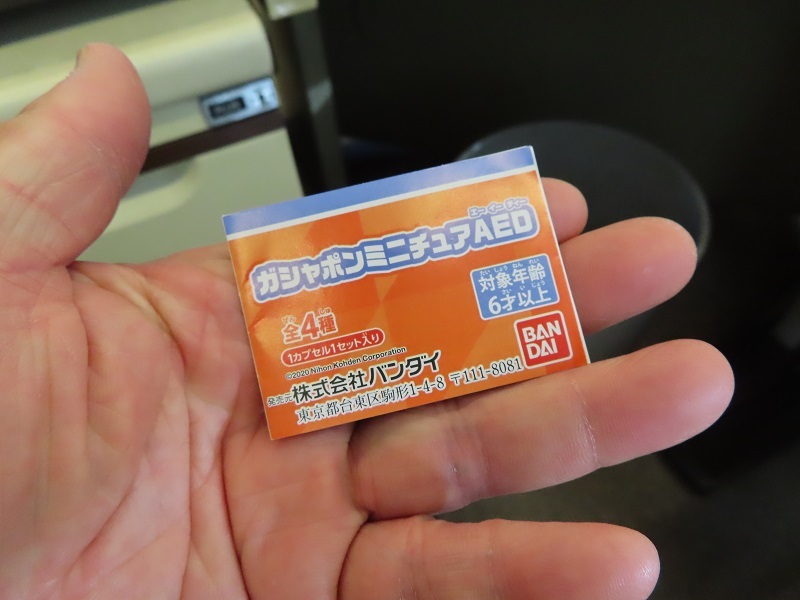 エーイーディー
ガシャポンミニチュアAED
たいしょうねんれい
対象年齢
さい いじょう
6才以上
ぜん しゅ
全4種
1カプセル1セット入り
©2020 Nihon Kohden Corporation
発売元 株式会社バンダイ
東京都台東区駒形1-4-8 〒111-8081
BAN
DAI